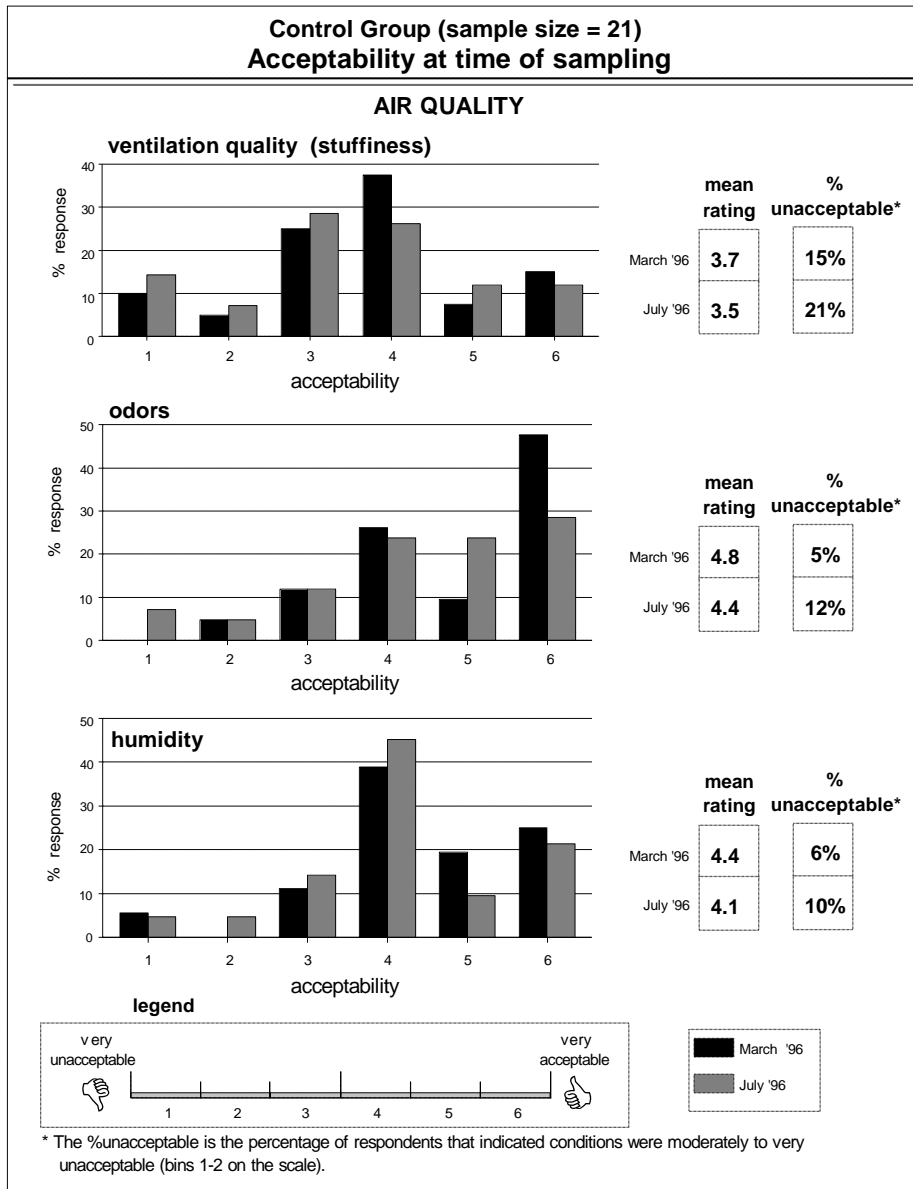 Control Group (sample size = 21)
Acceptability at time of sampling
AIR QUALITY
ventilation quality (stuffiness)
% response
40
30
20
10
0
1 2 3 4 5 6
acceptability
mean rating
% unacceptable*
March '96 3.7 15%
July '96 3.5 21%
odors
% response
50
40
30
20
10
0
1 2 3 4 5 6
acceptability
mean rating
% unacceptable*
March '96 4.8 5%
July '96 4.4 12%
humidity
% response
50
40
30
20
10
0
1 2 3 4 5 6
acceptability
mean rating
% unacceptable*
March '96 4.4 6%
July '96 4.1 10%
legend
very unacceptable
very acceptable
1 2 3 4 5 6
March '96
July '96
* The %unacceptable is the percentage of respondents that indicated conditions were moderately to very
unacceptable (bins 1-2 on the scale).